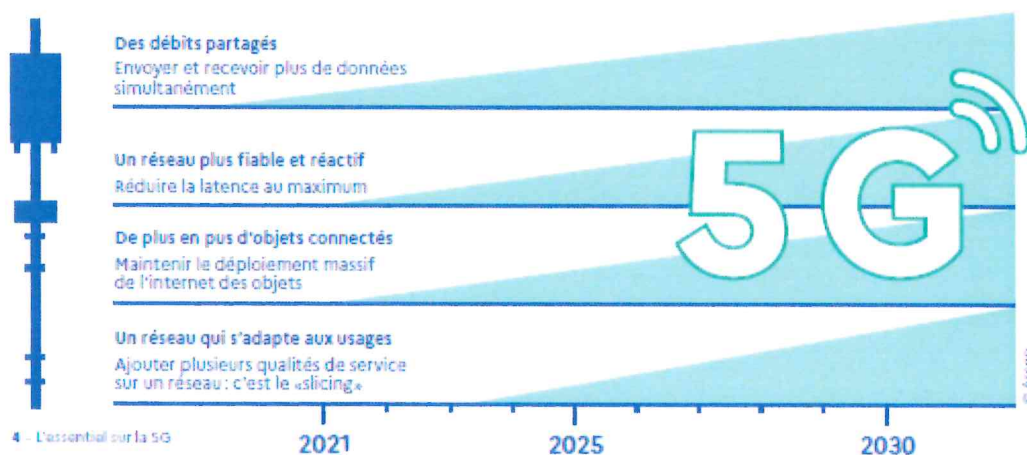 Des débits partagés
Envoyer et recevoir plus de données
simultanément
Un réseau plus fiable et réactif
Réduire la latence au maximum
De plus en pus d'objets connectés
Maintenir le déploiement massif
de l'internet des objets
Un réseau qui s'adapte aux usages
Ajouter plusieurs qualités de service
sur un réseau : c'est le «slicing»
5G
2021
2025
2030
4 - L'essentiel sur la 5G